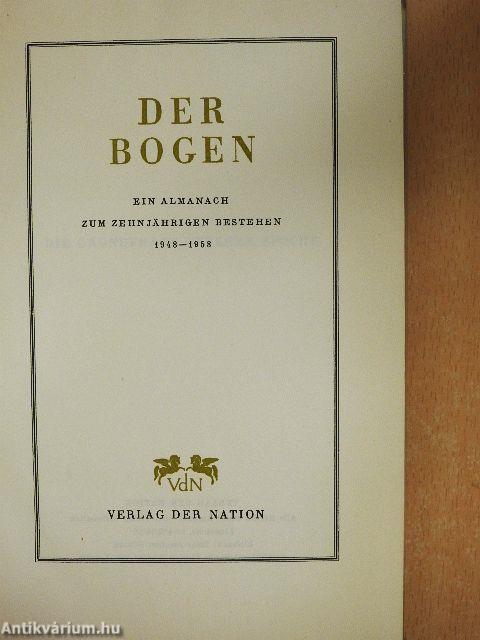 DER
BOGEN
EIN ALMANACH
ZUM ZEHNJÄHRIGEN BESTEHEN
1948—1958
VdN
VERLAG DER NATION
Antikvárium.hu